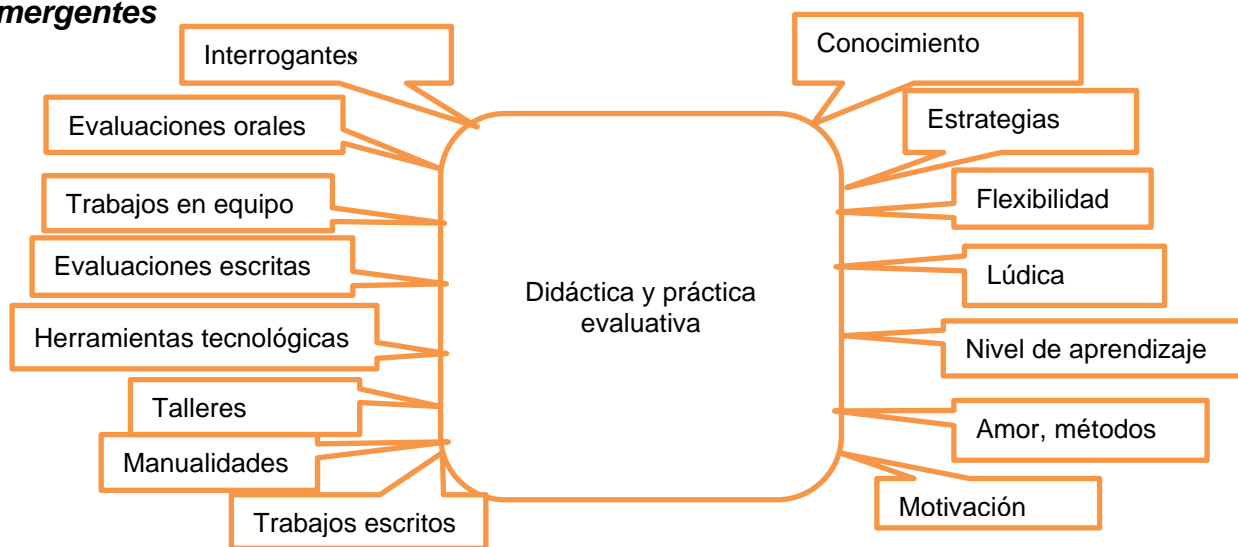 mergentes
Interrogantes
Evaluaciones orales
Trabajos en equipo
Evaluaciones escritas
Herramientas tecnológicas
Talleres
Manualidades
Trabajos escritos
Didáctica y práctica
evaluativa
Conocimiento
Estrategias
Flexibilidad
Lúdica
Nivel de aprendizaje
Amor, métodos
Motivación